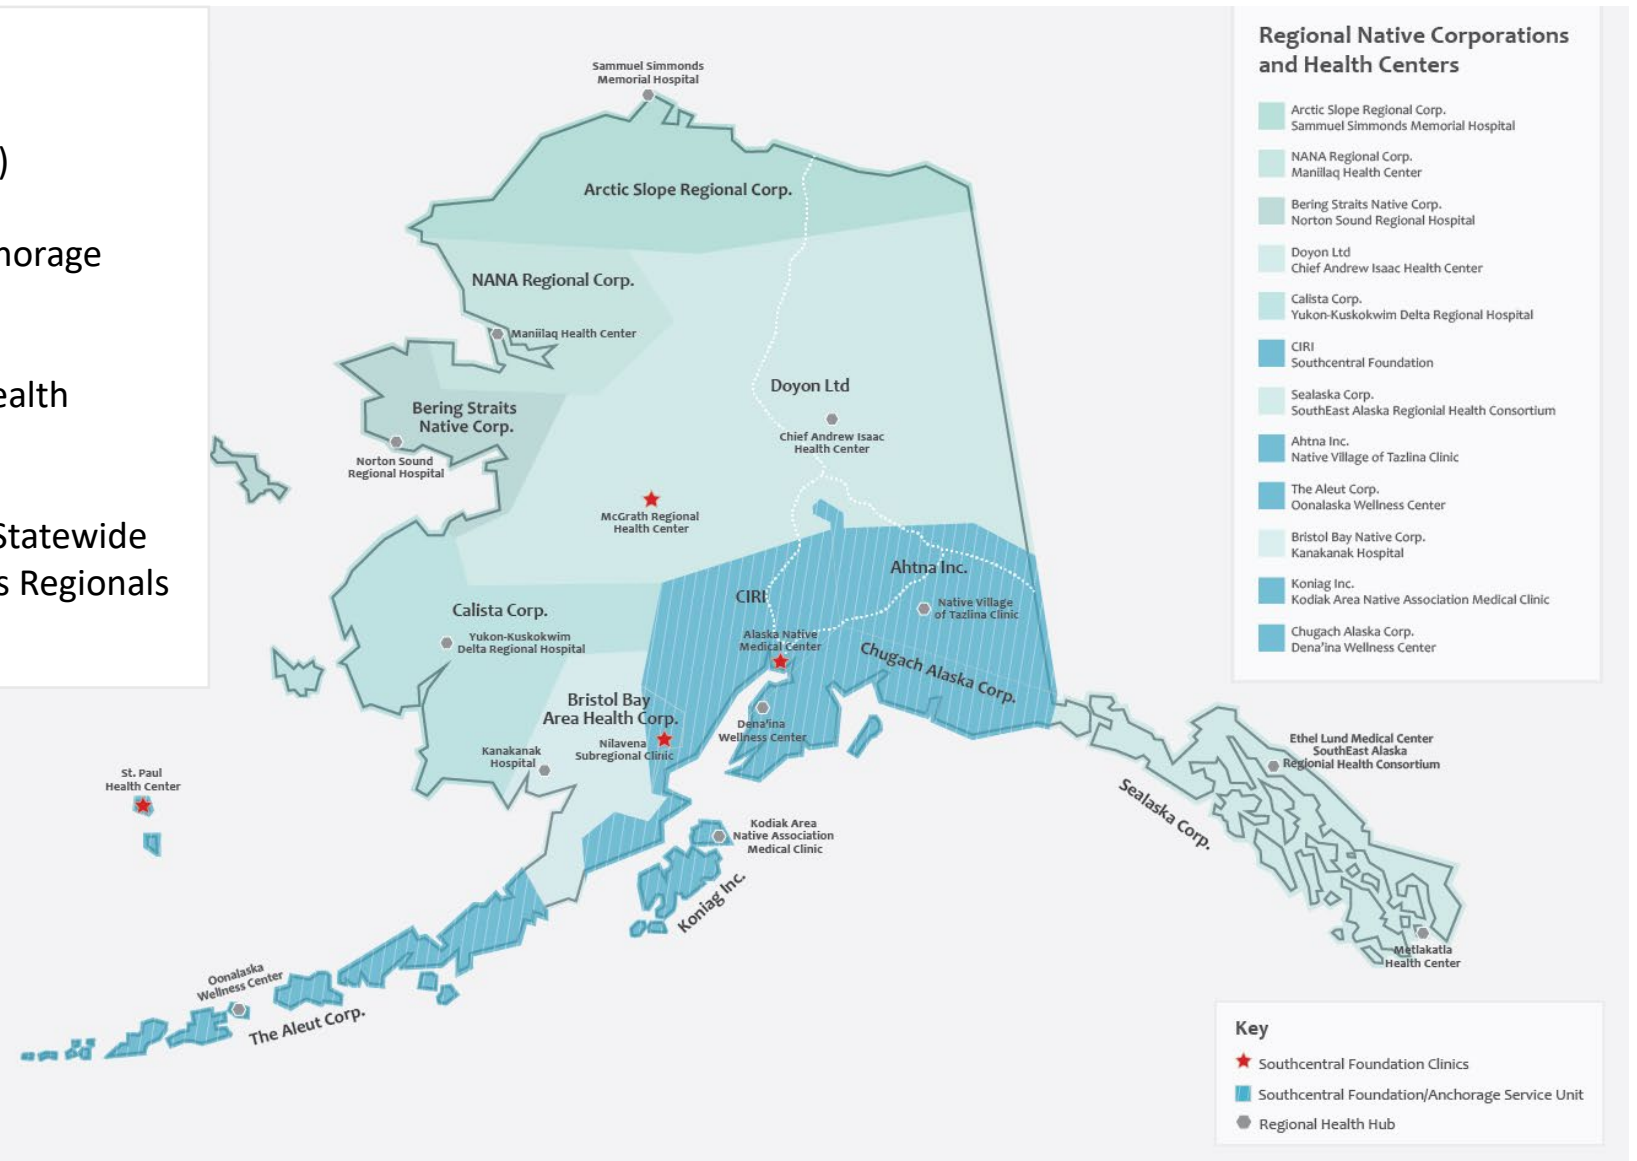 )
norage
ealth
Statewide
s Regionals
Regional Native Corporations
and Health Centers
Arctic Slope Regional Corp.
Sammuel Simmonds Memorial Hospital
NANA Regional Corp.
Maniilaq Health Center
Bering Straits Native Corp.
Norton Sound Regional Hospital
Doyon Ltd
Chief Andrew Isaac Health Center
Calista Corp.
Yukon-Kuskokwim Delta Regional Hospital
CIRI
Southcentral Foundation
Sealaska Corp.
SouthEast Alaska Regionial Health Consortium
Ahtna Inc.
Native Village of Tazlina Clinic
The Aleut Corp.
Oonalaska Wellness Center
Bristol Bay Native Corp.
Kanakanak Hospital
Koniag Inc.
Kodiak Area Native Association Medical Clinic
Chugach Alaska Corp.
Dena'ina Wellness Center
Sammuel Simmonds
Memorial Hospital
Arctic Slope Regional Corp.
NANA Regional Corp.
Maniilaq Health Center
Doyon Ltd
Chief Andrew Isaac
Health Center
Bering Straits
Native Corp.
Norton Sound
Regional Hospital
McGrath Regional
Health Center
Ahtna Inc.
CIRI
Native Village
of Tazlina Clinic
Calista Corp.
Yukon-Kuskokwim
Delta Regional Hospital
Alaska Native
Medical Center
Chugach Alaska Corp.
Bristol Bay
Area Health Corp.
Dena'ina
Wellness Center
Nilavena
Subregional Clinic
Kanakanak
Hospital
St. Paul
Health Center
Ethel Lund Medical Center
SouthEast Alaska
Regionial Health Consortium
Sealaska Corp.
Kodiak Area
Native Association
Medical Clinic
Koniag Inc.
Metlakatla
Health Center
Oonalaska
Wellness Center
The Aleut Corp.
Key
Southcentral Foundation Clinics
Southcentral Foundation/Anchorage Service Unit
Regional Health Hub